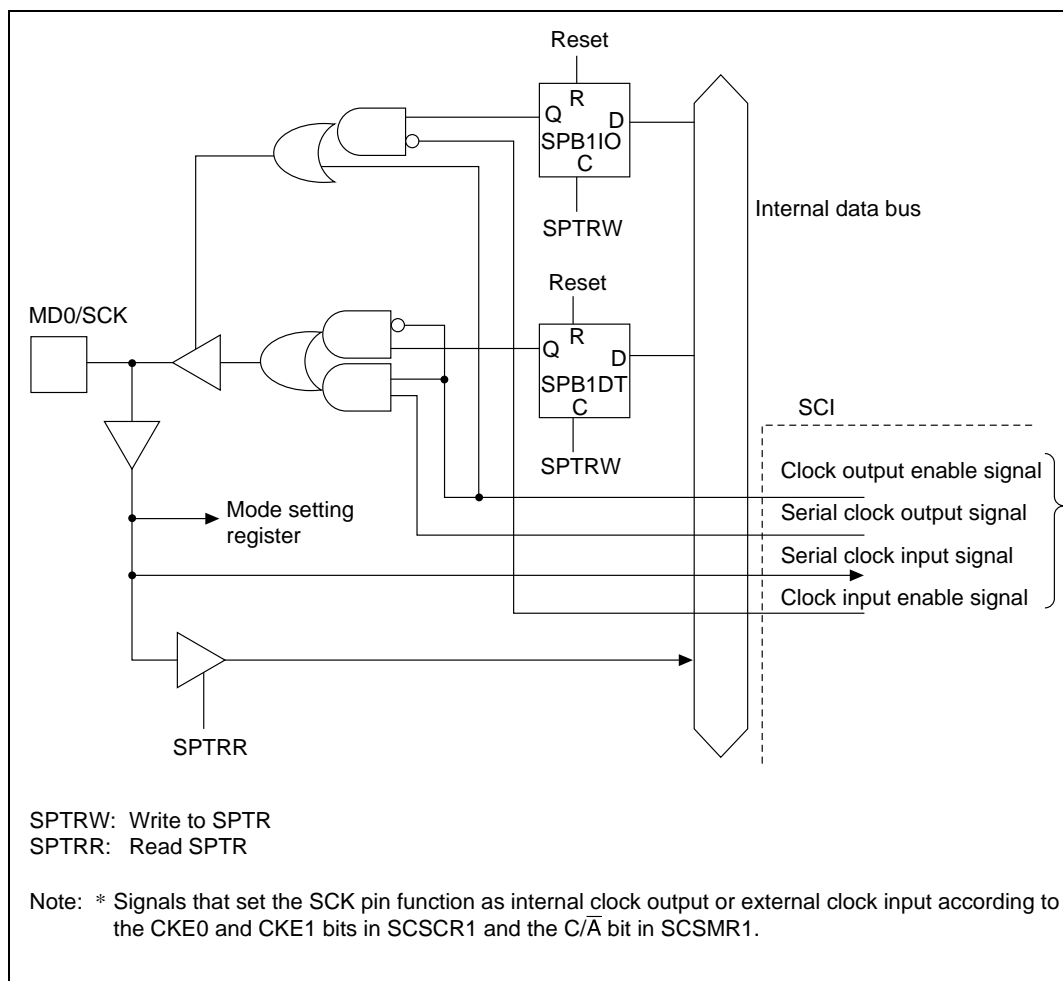 Reset
R
Q
D
SPB1IO
C
SPTRW
Internal data bus
Reset
MD0/SCK
R
Q
D
SPB1DT
C
SCI
SPTRW
Clock output enable signal
Mode setting
register
Serial clock output signal
Serial clock input signal
Clock input enable signal
SPTRR
SPTRW: Write to SPTR
SPTRR: Read SPTR
Note: * Signals that set the SCK pin function as internal clock output or external clock input according to
the CKE0 and CKE1 bits in SCSCR1 and the C/A̅ bit in SCSMR1.